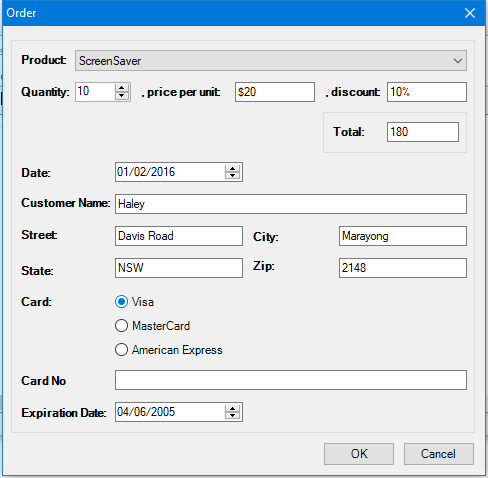 Order
Product: ScreenSaver
Quantity: 10 , price per unit: $20 , discount: 10%
Total: 180
Date: 01/02/2016
Customer Name: Haley
Street: Davis Road City: Marayong
State: NSW Zip: 2148
Card: Visa
MasterCard
American Express
Card No
Expiration Date: 04/06/2005
OK Cancel